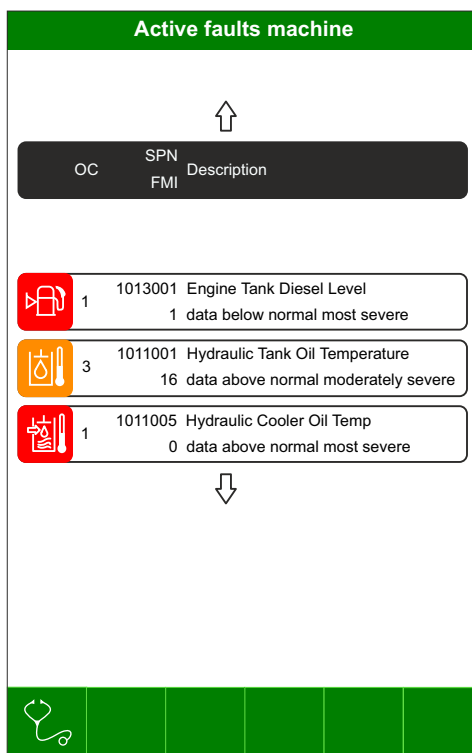 Active faults machine
OC SPN Description
FMI
1 1013001 Engine Tank Diesel Level
1 data below normal most severe
3 1011001 Hydraulic Tank Oil Temperature
16 data above normal moderately severe
1 1011005 Hydraulic Cooler Oil Temp
0 data above normal most severe